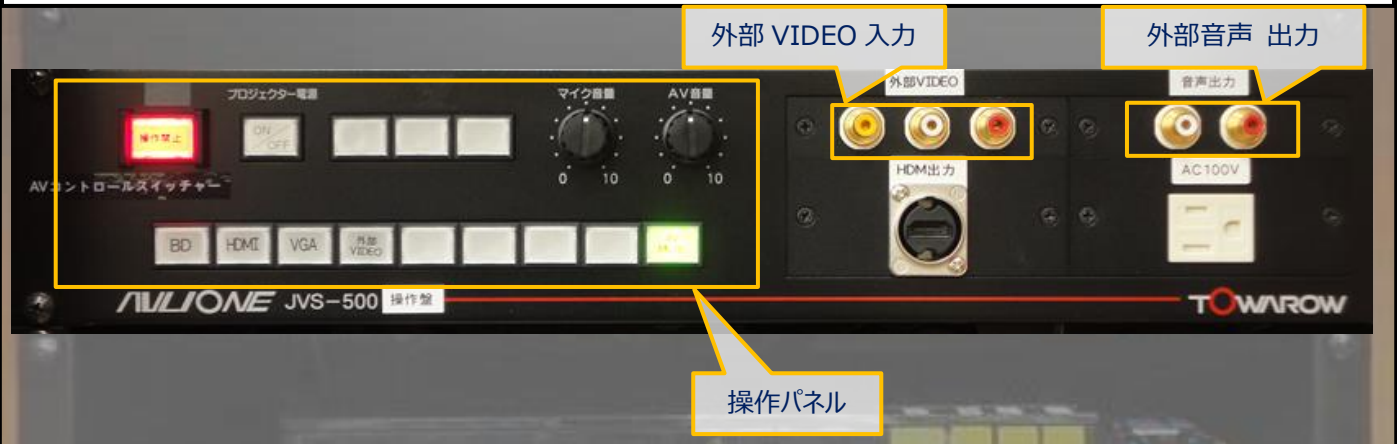 外部 VIDEO 入力
外部音声 出力
外部VIDEO
音声出力
プロジェクター電源
マイク音量
AV音量
操作禁止
ON/OFF
0 10
0 10
AVコントロールスイッチャー
HDMI出力
AC100V
BD
HDMI
VGA
外部VIDEO
AVLIONE JVS-500
操作盤
TOWAROW
操作パネル